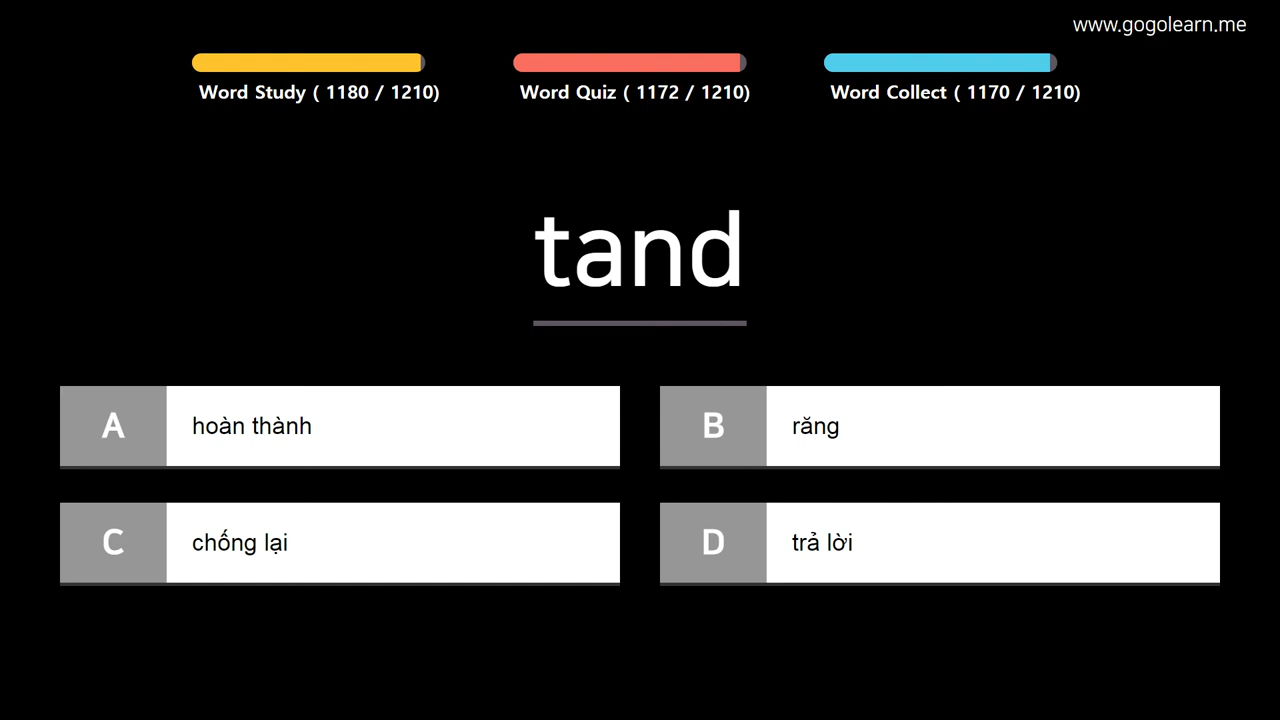 www.gogolearn.me
Word Study ( 1180 / 1210)
Word Quiz ( 1172 / 1210)
Word Collect ( 1170 / 1210)
tand
A hoàn thành
B răng
C chống lại
D trả lời